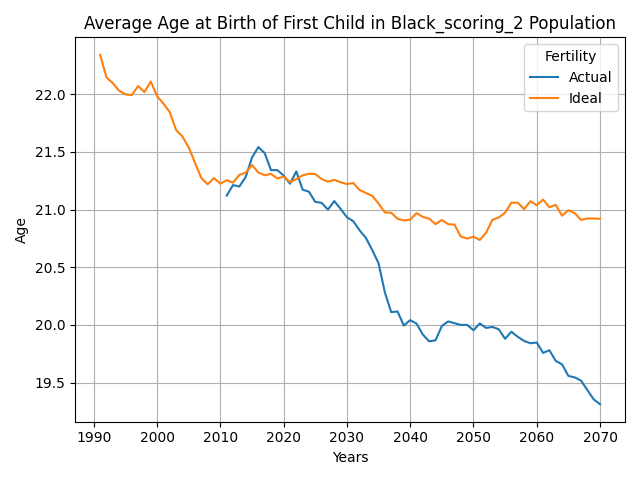 Average Age at Birth of First Child in Black_scoring_2 Population
Fertility
Actual
Ideal
Age
22.0
21.5
21.0
20.5
20.0
19.5
1990 2000 2010 2020 2030 2040 2050 2060 2070
Years